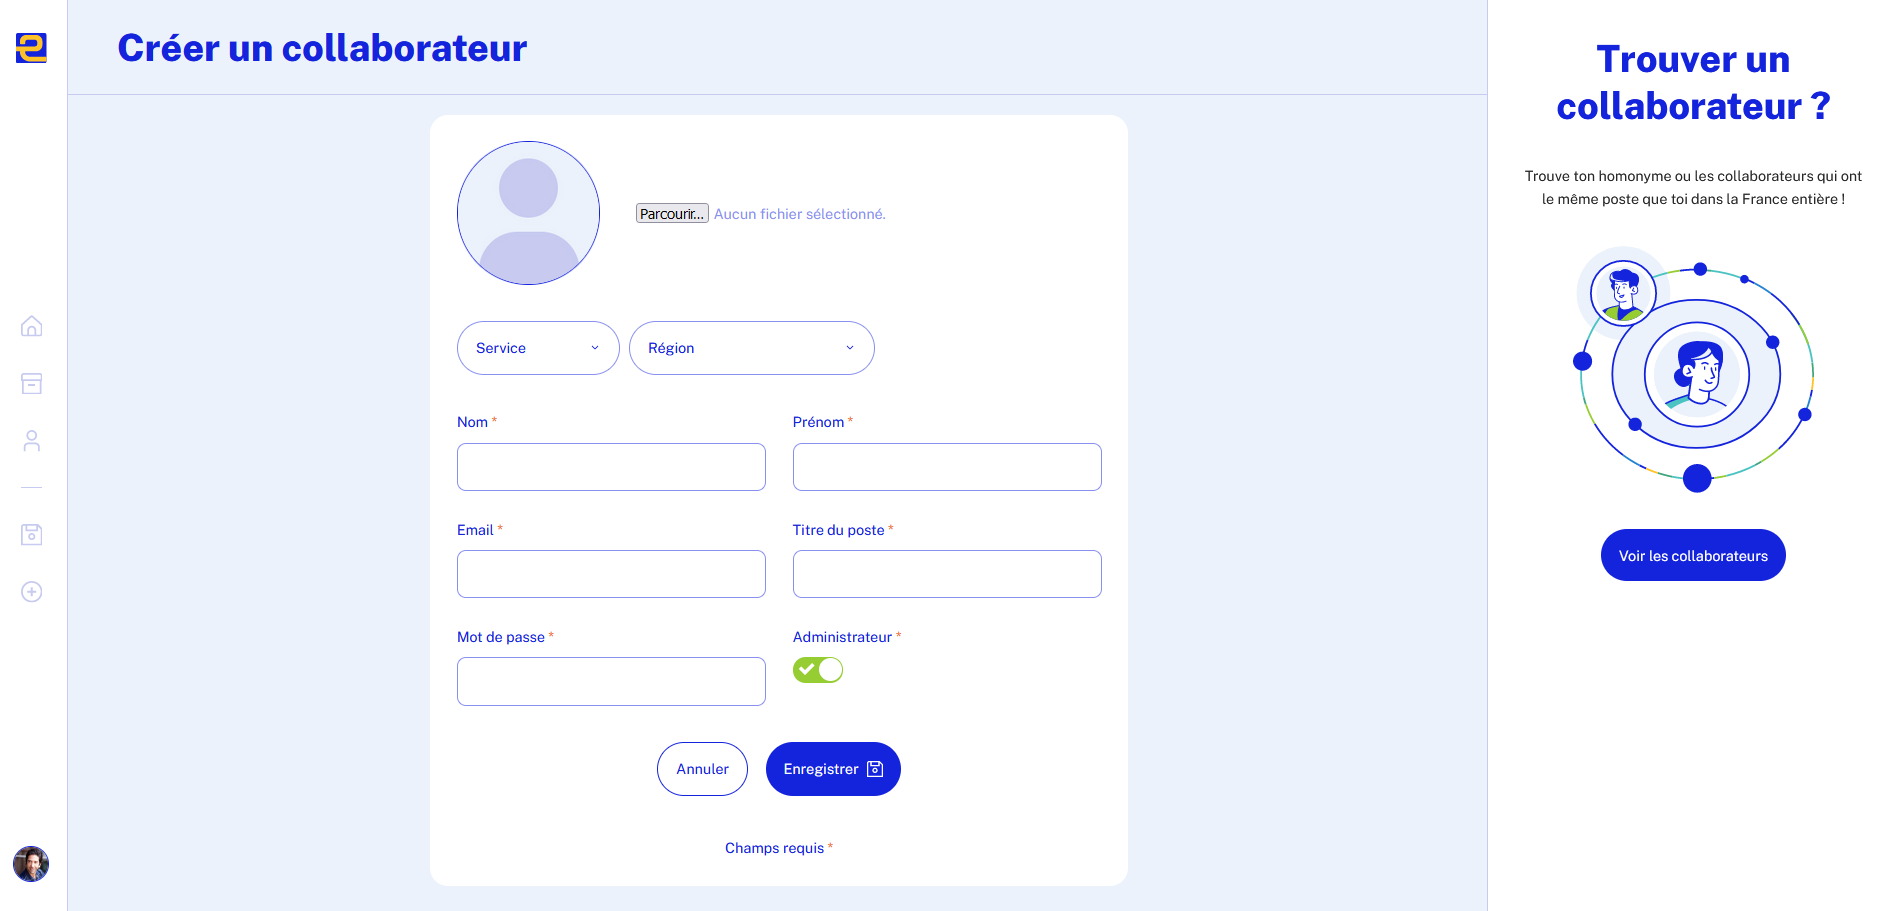 Créer un collaborateur
Parcourir... Aucun fichier sélectionné.
Service
Région
Nom *
Prénom *
Email *
Titre du poste *
Mot de passe *
Administrateur *
Annuler
Enregistrer
Champs requis *
Trouver un
collaborateur ?
Trouve ton homonyme ou les collaborateurs qui ont
le même poste que toi dans la France entière !
Voir les collaborateurs